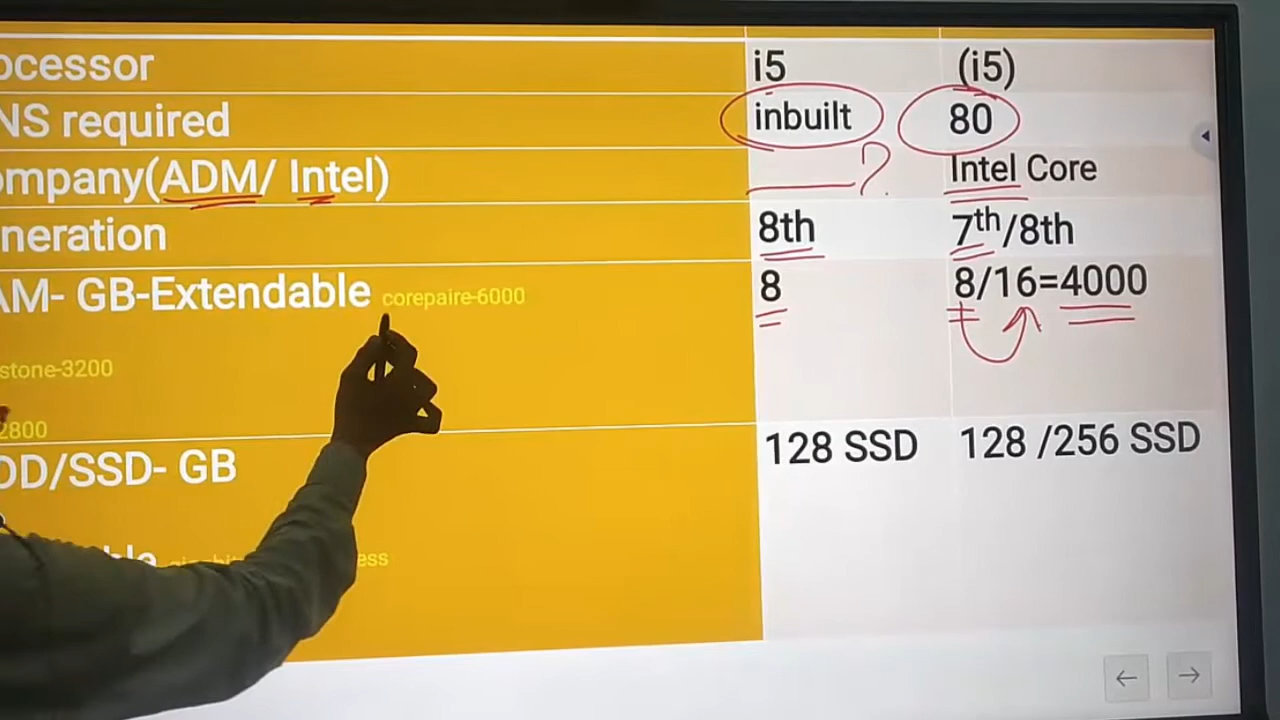 ocessor i5 (i5)
NS required inbuilt 80
ompany(ADM/ Intel) ? Intel Core
neration 8th 7th/8th
AM- GB-Extendable corepaire-6000 8 8/16=4000
stone-3200
2800
DD/SSD- GB 128 SSD 128 /256 SSD
ble ess